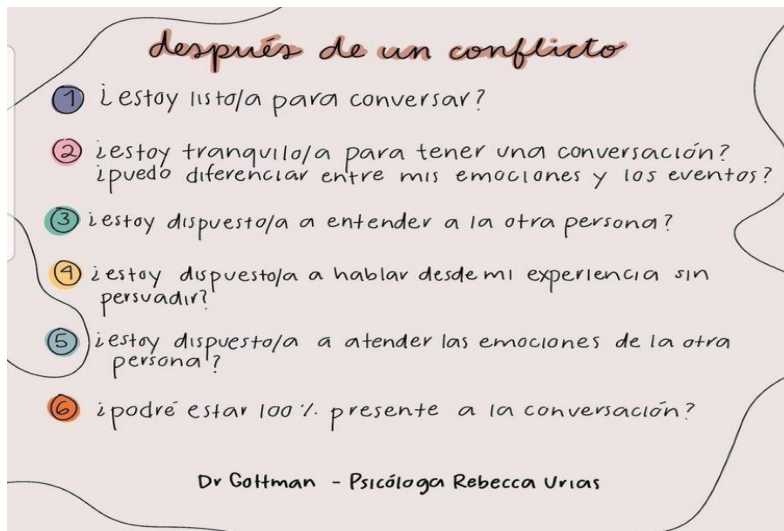 después de un conflicto
1 ¿estoy listo/a para conversar?
2 ¿estoy tranquilo/a para tener una conversación?
¿puedo diferenciar entre mis emociones y los eventos?
3 ¿estoy dispuesto/a a entender a la otra persona?
4 ¿estoy dispuesto/a a hablar desde mi experiencia sin
persuadir?
5 ¿estoy dispuesto/a a atender las emociones de la otra
persona?
6 ¿podré estar 100% presente a la conversación?
Dr Gottman - Psicóloga Rebecca Urias